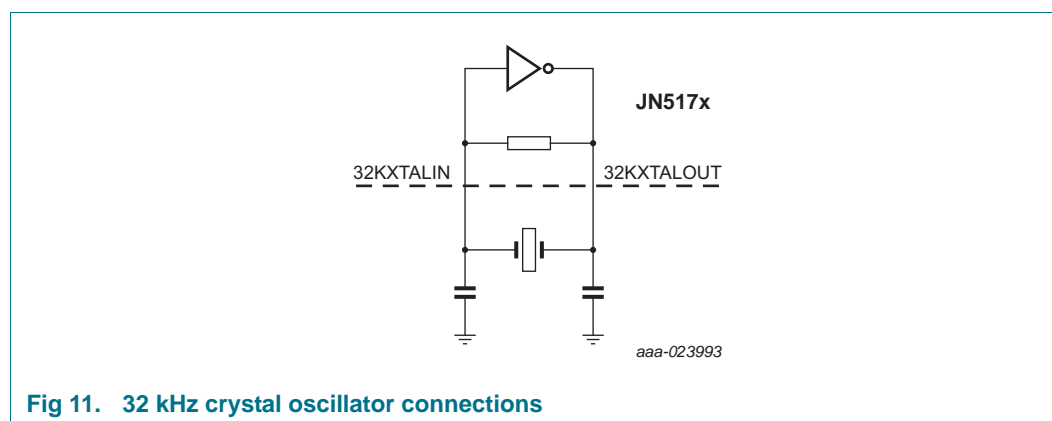 JN517x
32KXTALIN
32KXTALOUT
aaa-023993
Fig 11. 32 kHz crystal oscillator connections